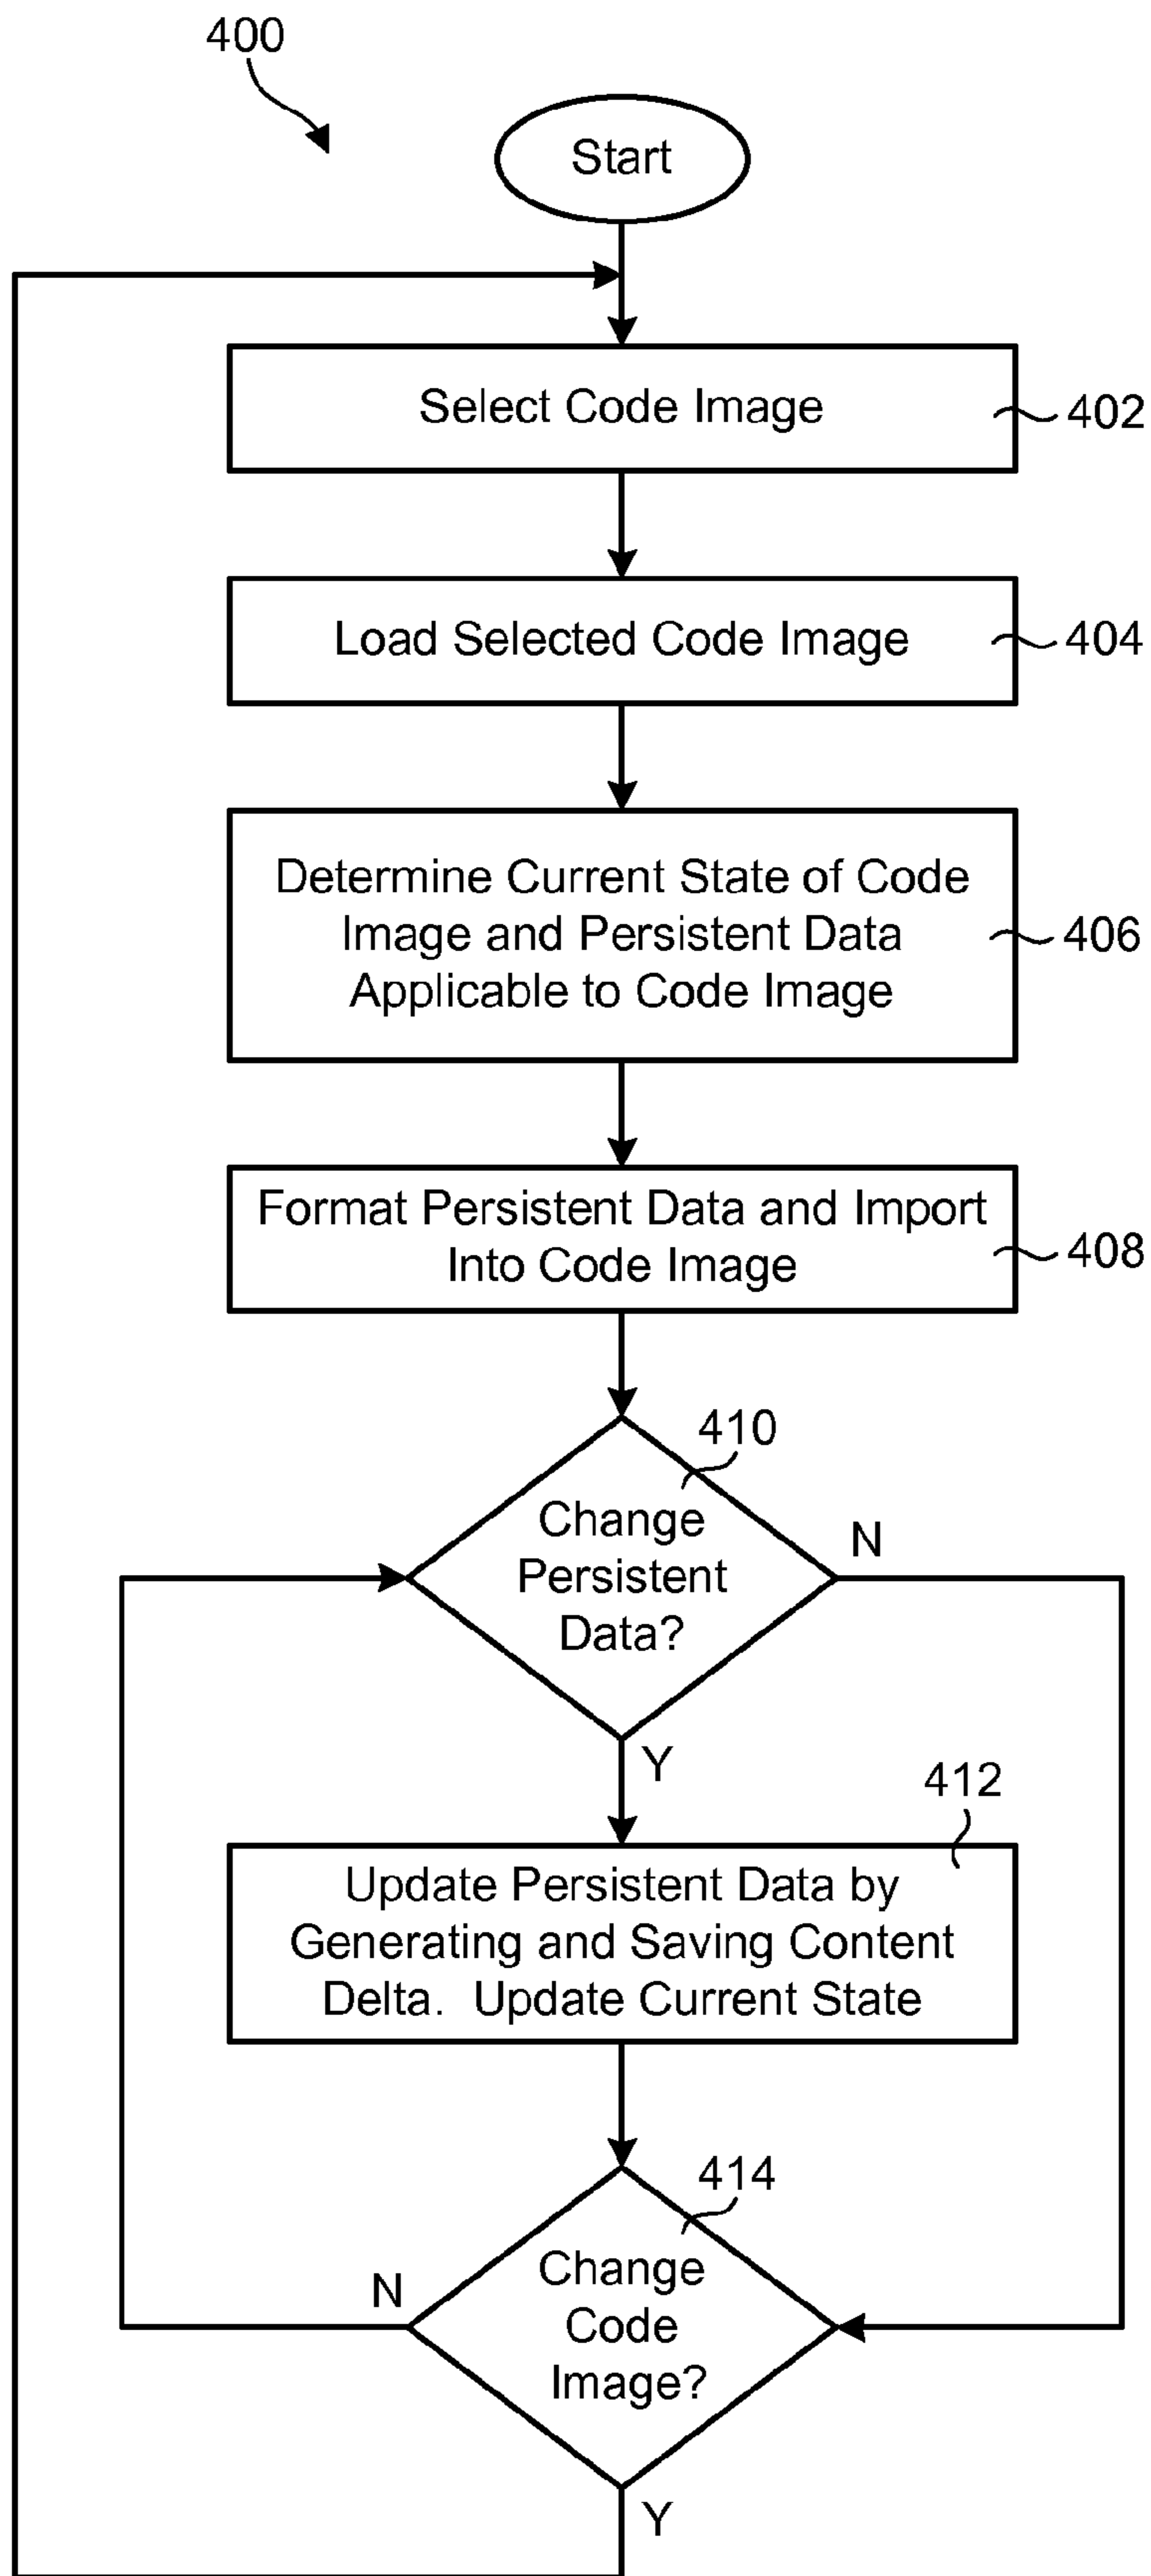 400
Start
Select Code Image
402
Load Selected Code Image
404
Determine Current State of Code
Image and Persistent Data
Applicable to Code Image
406
Format Persistent Data and Import
Into Code Image
408
410
Change
Persistent
Data?
N
Y
412
Update Persistent Data by
Generating and Saving Content
Delta.  Update Current State
414
Change
Code
Image?
N
Y